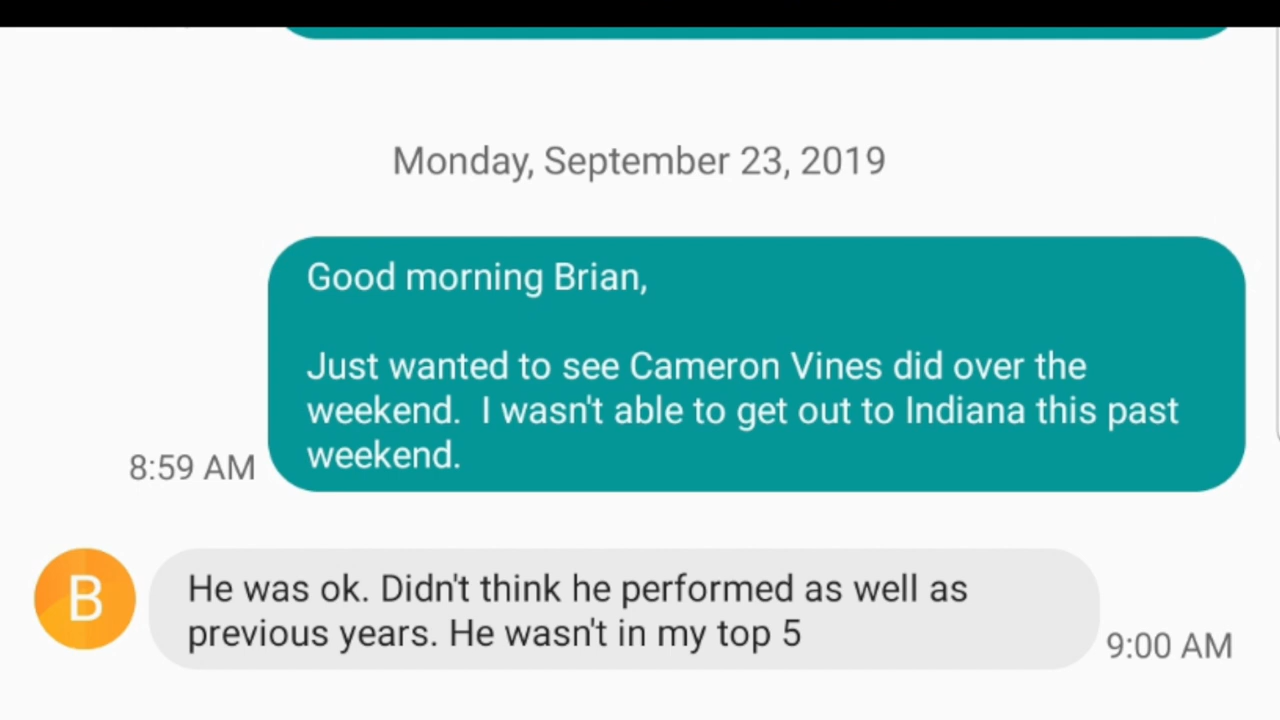 Monday, September 23, 2019
Good morning Brian,
Just wanted to see Cameron Vines did over the
weekend.  I wasn't able to get out to Indiana this past
weekend.
8:59 AM
B
He was ok. Didn't think he performed as well as
previous years. He wasn't in my top 5
9:00 AM